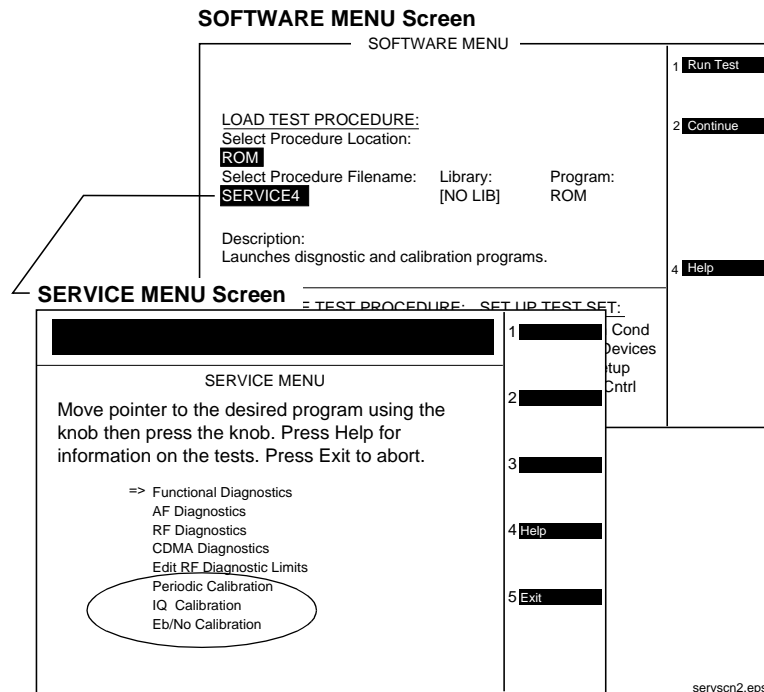 SOFTWARE MENU Screen
SOFTWARE MENU
1 Run Test
LOAD TEST PROCEDURE:
2 Continue
Select Procedure Location:
ROM
Select Procedure Filename: Library: Program:
SERVICE4 [NO LIB] ROM
Description:
Launches disgnostic and calibration programs.
4 Help
SERVICE MENU Screen
TEST PROCEDURE: SET UP TEST SET:
Cond
Devices
tup
Cntrl
1
SERVICE MENU
2
Move pointer to the desired program using the
knob then press the knob. Press Help for
information on the tests. Press Exit to abort.
3
=> Functional Diagnostics
AF Diagnostics
RF Diagnostics
4 Help
CDMA Diagnostics
Edit RF Diagnostic Limits
Periodic Calibration
5 Exit
IQ Calibration
Eb/No Calibration
servscn2.eps